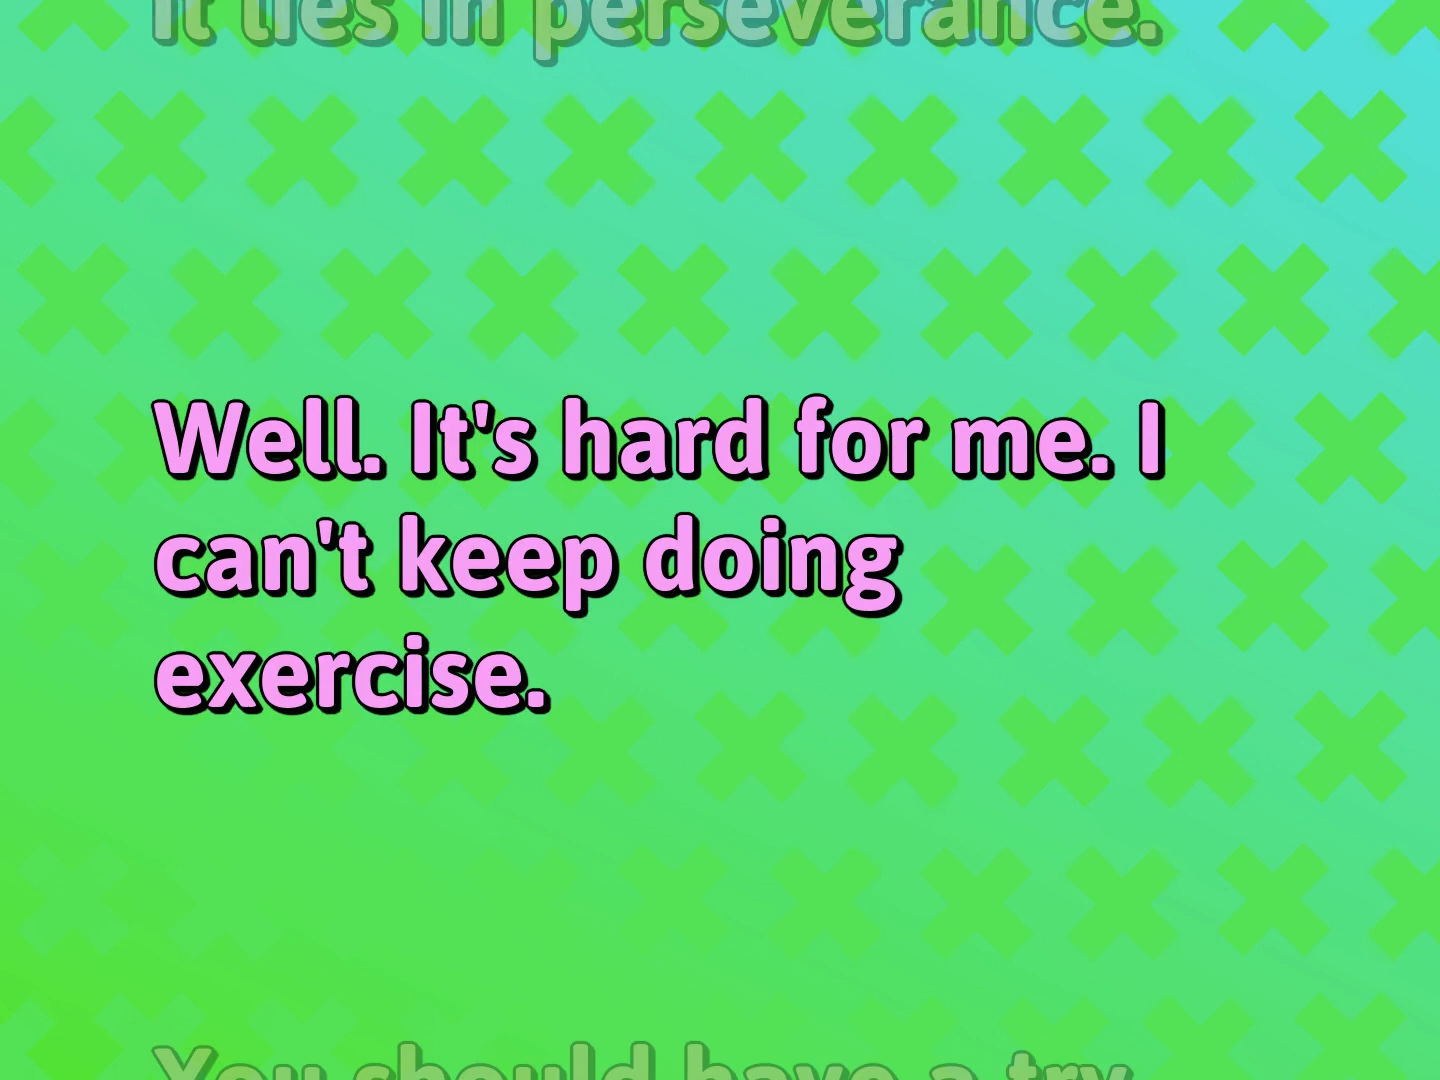 It lies in perseverance.
Well. It's hard for me. I
can't keep doing
exercise.
You should have a try